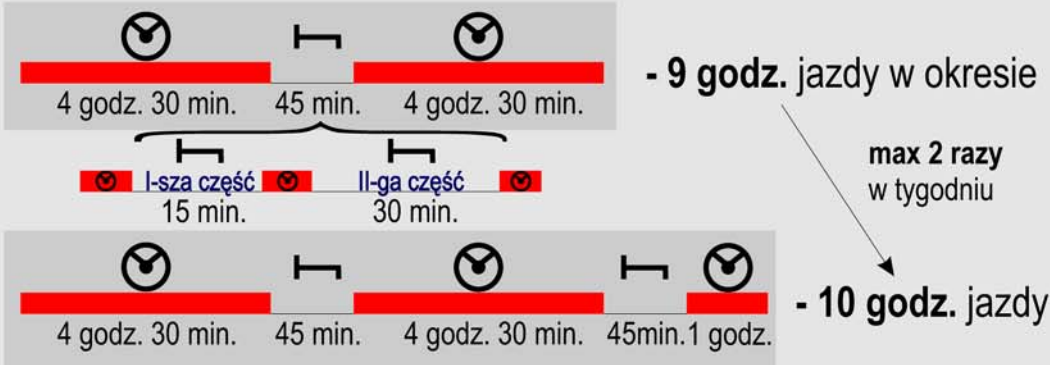 - 9 godz. jazdy w okresie
4 godz. 30 min. 45 min. 4 godz. 30 min.
max 2 razy
w tygodniu
I-sza część II-ga część
15 min. 30 min.
- 10 godz. jazdy
4 godz. 30 min. 45 min. 4 godz. 30 min. 45min.1 godz.